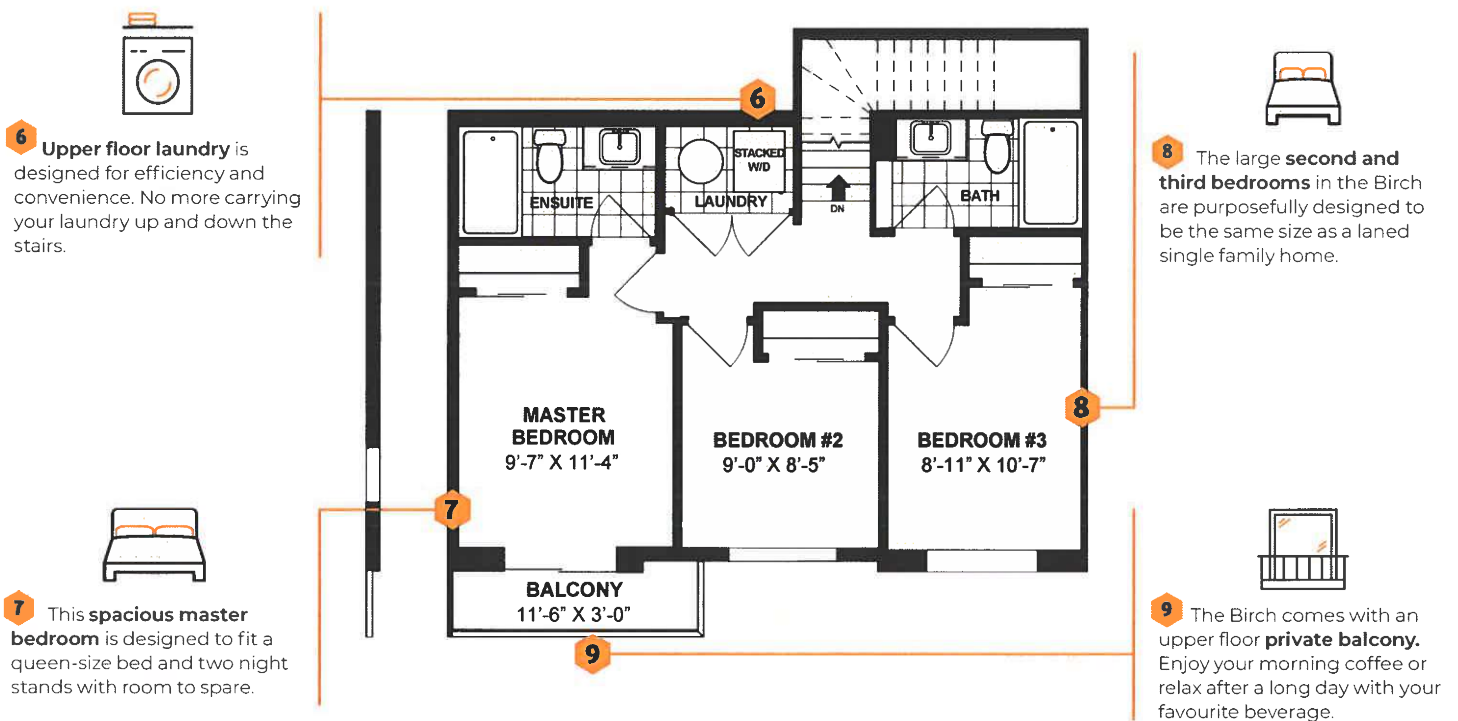 6 Upper floor laundry is
designed for efficiency and
convenience. No more carrying
your laundry up and down the
stairs.
7 This spacious master
bedroom is designed to fit a
queen-size bed and two night
stands with room to spare.
6
STACKED
W/D
ENSUITE
LAUNDRY
DN
BATH
MASTER
BEDROOM
9'-7" X 11'-4"
BEDROOM #2
9'-0" X 8'-5"
BEDROOM #3
8'-11" X 10'-7"
8
7
BALCONY
11'-6" X 3'-0"
9
8 The large second and
third bedrooms in the Birch
are purposefully designed to
be the same size as a laned
single family home.
9 The Birch comes with an
upper floor private balcony.
Enjoy your morning coffee or
relax after a long day with your
favourite beverage.